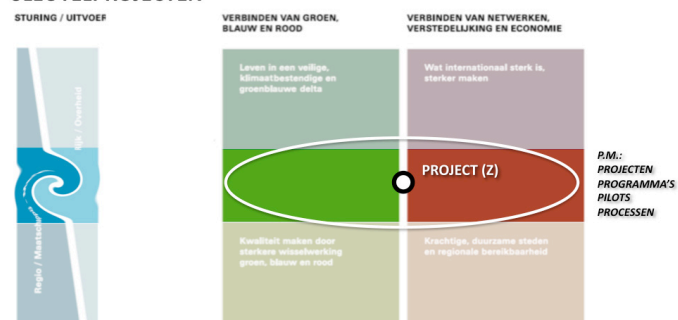 STURING / UITVOER
VERBINDEN VAN GROEN,
BLAUW EN ROOD
VERBINDEN VAN NETWERKEN,
VERSTEDELIJKING EN ECONOMIE
Leven in een veilige,
klimaatbestendige en
groenblauwe delta
Wat internationaal sterk is,
sterker maken
Rijk / Overheid
PROJECT (Z)
P.M.:
PROJECTEN
PROGRAMMA'S
PILOTS
PROCESSEN
Regio / Maatscha
Kwaliteit maken door
sterkere wisselwerking
groen, blauw en rood
Krachtige, duurzame steden
en regionale bereikbaarheid